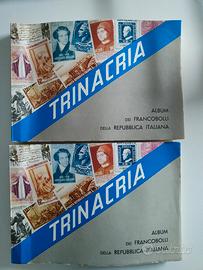 TRINACRIA
ALBUM
DEI FRANCOBOLLI
DELLA REPUBBLICA ITALIANA
TRINACRIA
ALBUM
DEI FRANCOBOLLI
DELLA REPUBBLICA ITALIANA